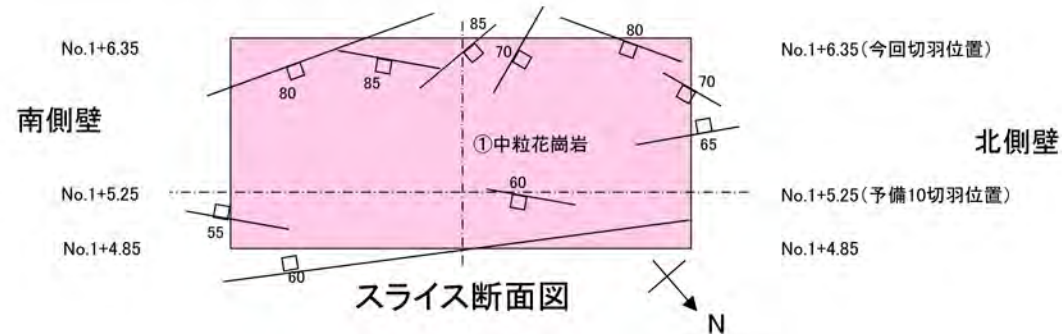 85
80
No.1+6.35
70
No.1+6.35(今回切羽位置)
80
85
70
南側壁
①中粒花崗岩
65
北側壁
No.1+5.25
60
No.1+5.25(予備10切羽位置)
55
No.1+4.85
No.1+4.85
60
スライス断面図
N